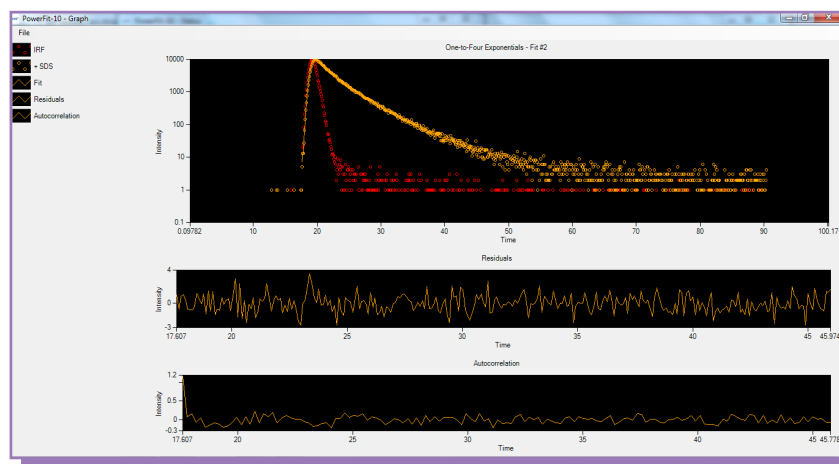 PowerFit-10 - Graph
File
IRF
+ SDS
Fit
Residuals
Autocorrelation
One-to-Four Exponentials - Fit #2
Intensity
10000
1000
100
10
1
0.1
0.09782 10 20 30 40 50 60 70 80 90 100.17
Time
Residuals
Intensity
4
0
-3
17.607 20 25 30 35 40 45 45.974
Time
Autocorrelation
Intensity
1.2
0.5
0
-0.3
17.607 20 25 30 35 40 45 45.778
Time